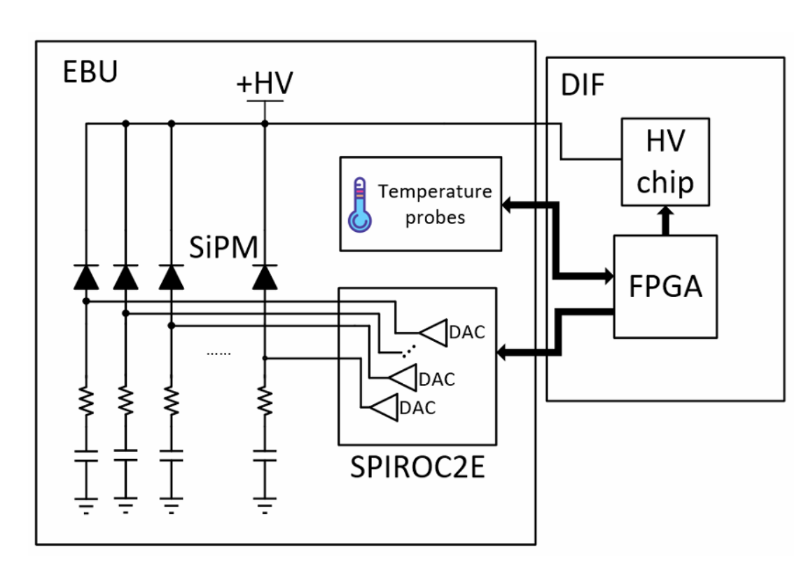 EBU
+HV
DIF
HV
chip
Temperature
probes
SiPM
FPGA
DAC
......
DAC
DAC
SPIROC2E